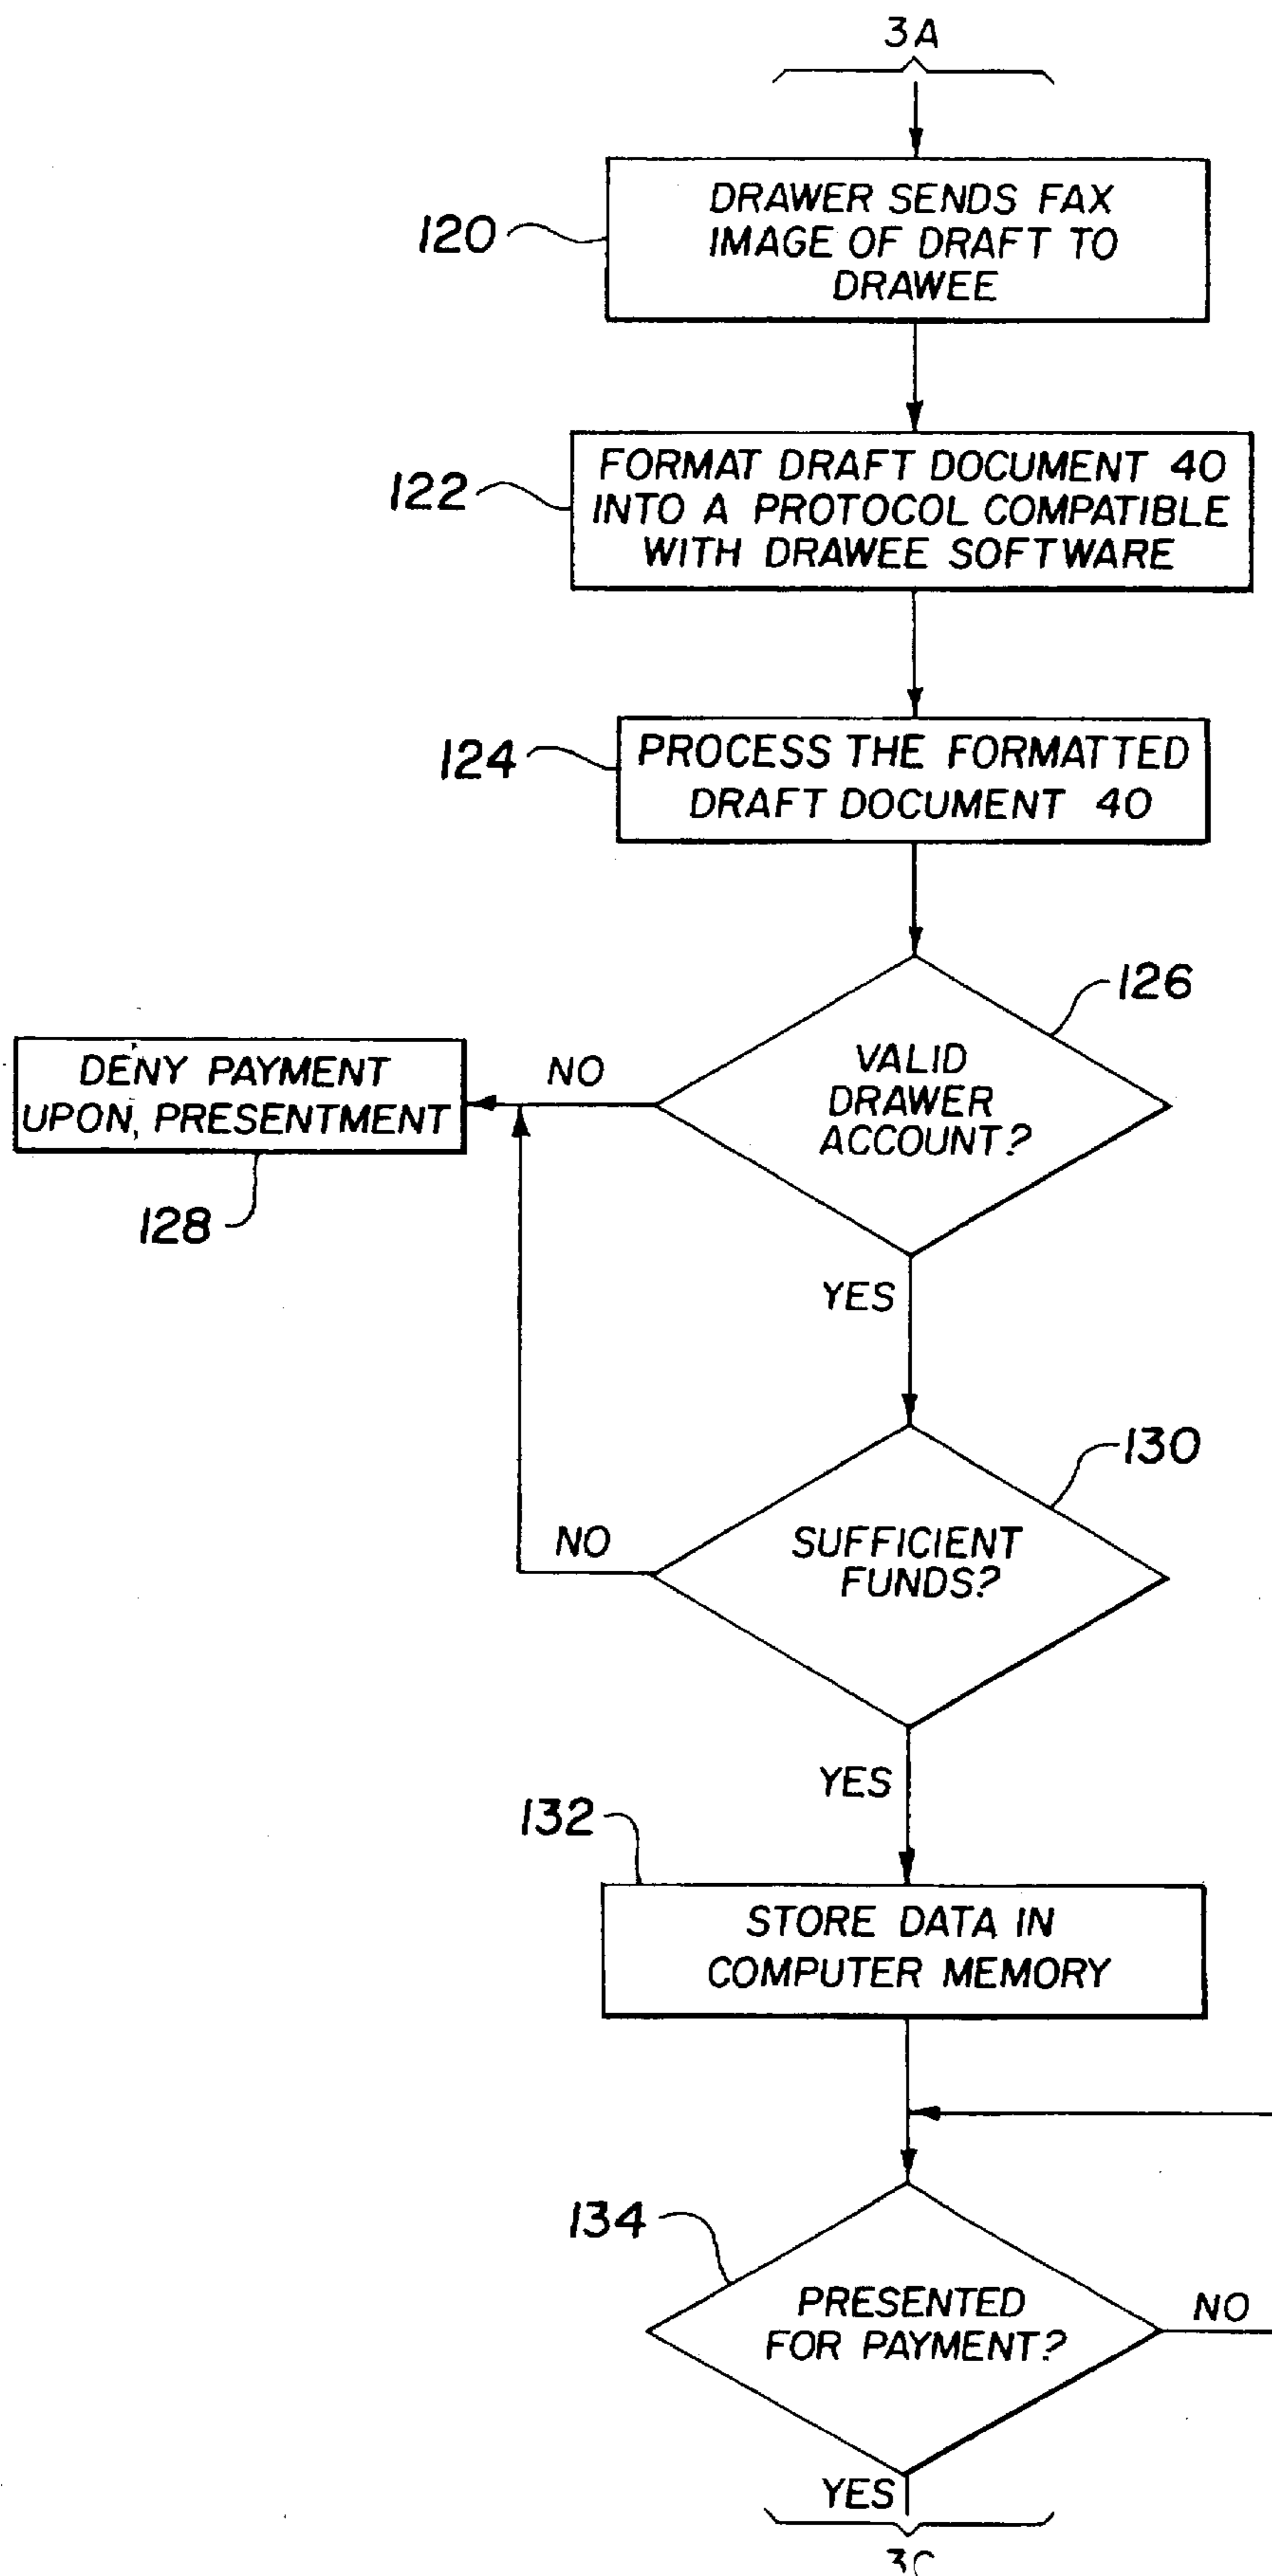 3A
120
DRAWER SENDS FAX
IMAGE OF DRAFT TO
DRAWEE
122
FORMAT DRAFT DOCUMENT 40
INTO A PROTOCOL COMPATIBLE
WITH DRAWEE SOFTWARE
124
PROCESS THE FORMATTED
DRAFT DOCUMENT 40
126
VALID
DRAWER
ACCOUNT?
NO
DENY PAYMENT
UPON, PRESENTMENT
128
YES
130
SUFFICIENT
FUNDS?
NO
YES
132
STORE DATA IN
COMPUTER MEMORY
134
PRESENTED
FOR PAYMENT?
NO
YES
3C